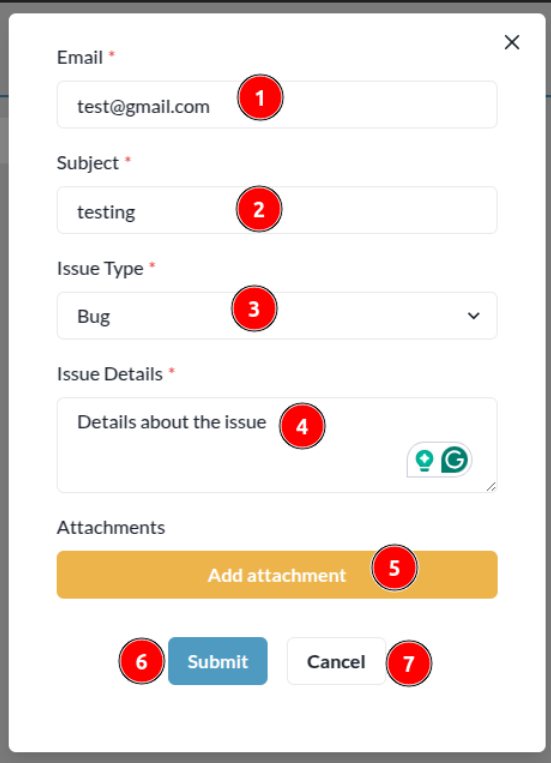 Email *
test@gmail.com 1
Subject *
testing 2
Issue Type *
Bug 3
Issue Details *
Details about the issue 4
G
Attachments
Add attachment 5
6 Submit Cancel 7